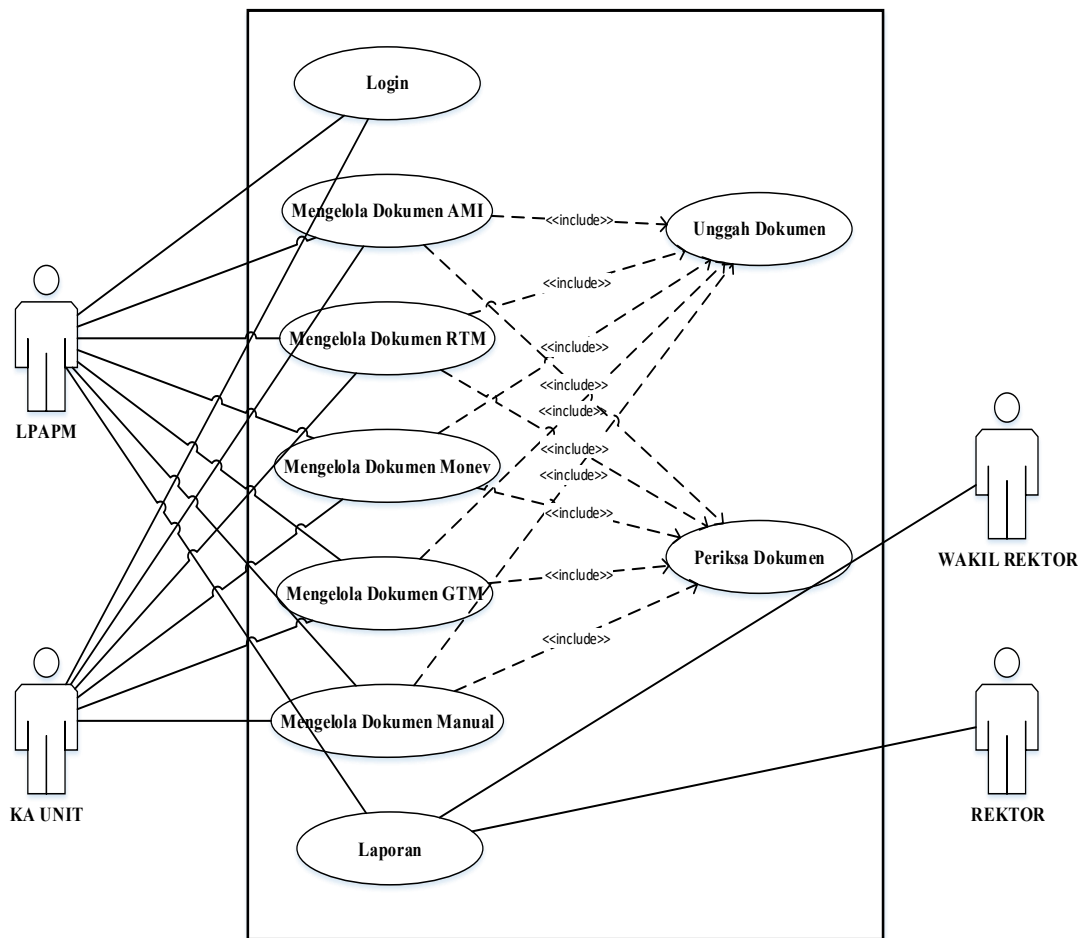 Login
Mengelola Dokumen AMI
<<include>>
Unggah Dokumen
<<include>>
Mengelola Dokumen RTM
<<include>>
<<include>>
LPAPM
<<include>>
<<include>>
Mengelola Dokumen Monev
<<include>>
<<include>>
Periksa Dokumen
WAKIL REKTOR
<<include>>
Mengelola Dokumen GTM
<<include>>
Mengelola Dokumen Manual
KA UNIT
REKTOR
Laporan